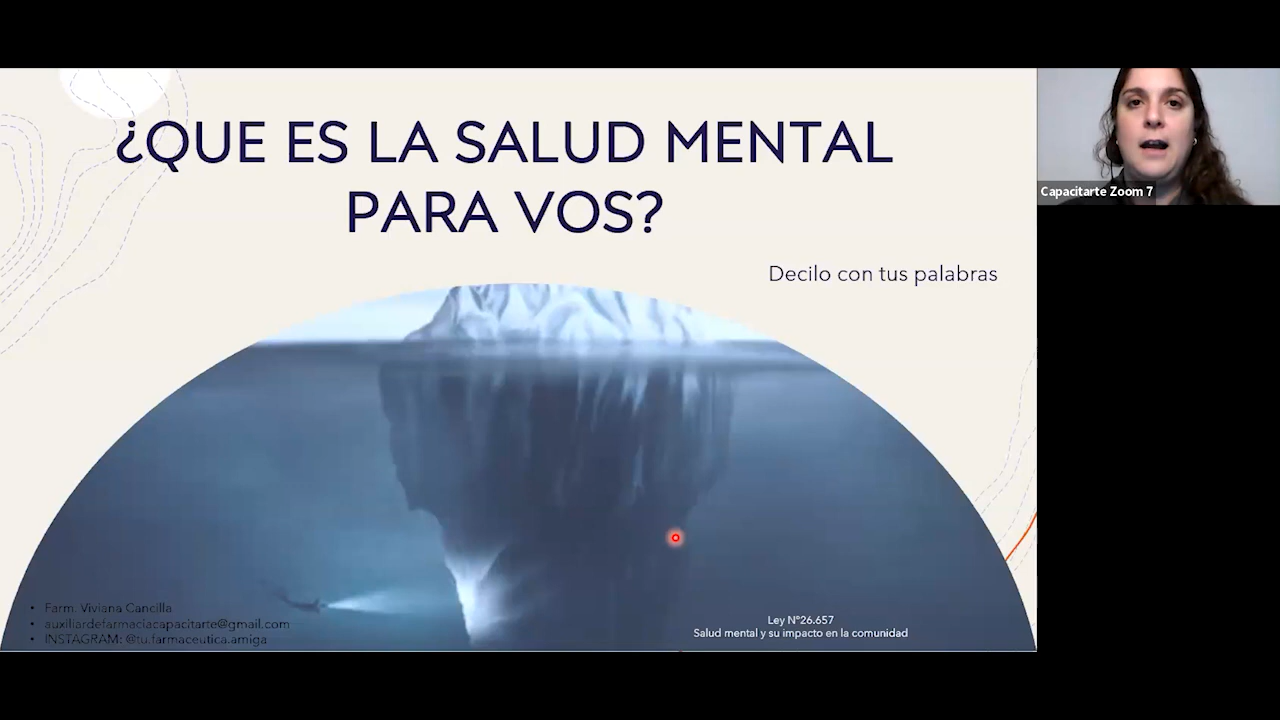 ¿QUE ES LA SALUD MENTAL
PARA VOS?
Decilo con tus palabras
Capacitarte Zoom 7
• Farm. Viviana Cancilla
• auxiliardefarmaciacapacitarte@gmail.com
• INSTAGRAM: @tu.farmaceutica.amiga
Ley N°26.657
Salud mental y su impacto en la comunidad